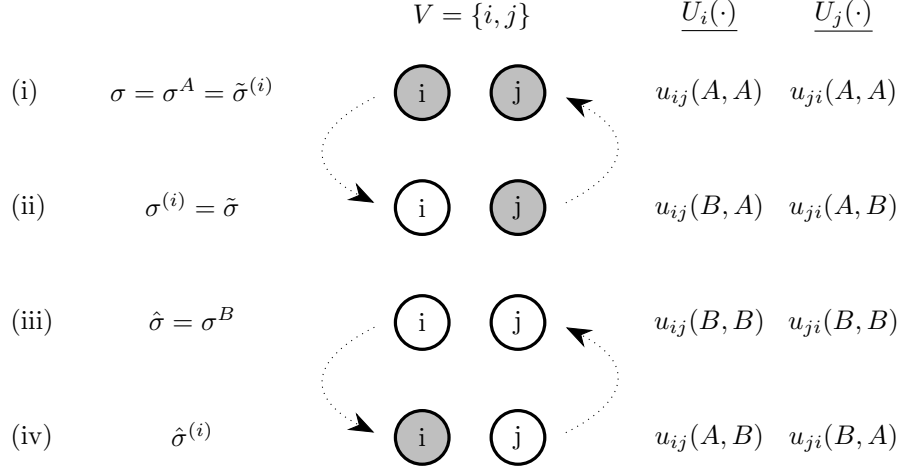 V = {i, j} U_i(·) U_j(·)
(i) σ = σ^A = σ̃^(i) i j u_ij(A, A) u_ji(A, A)
(ii) σ^(i) = σ̃ i j u_ij(B, A) u_ji(A, B)
(iii) σ̂ = σ^B i j u_ij(B, B) u_ji(B, B)
(iv) σ̂^(i) i j u_ij(A, B) u_ji(B, A)